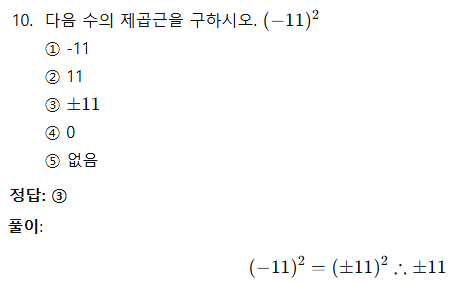 10. 다음 수의 제곱근을 구하시오. (−11)²
① -11
② 11
③ ±11
④ 0
⑤ 없음
정답: ③
풀이:
(−11)² = (±11)² ∴ ±11